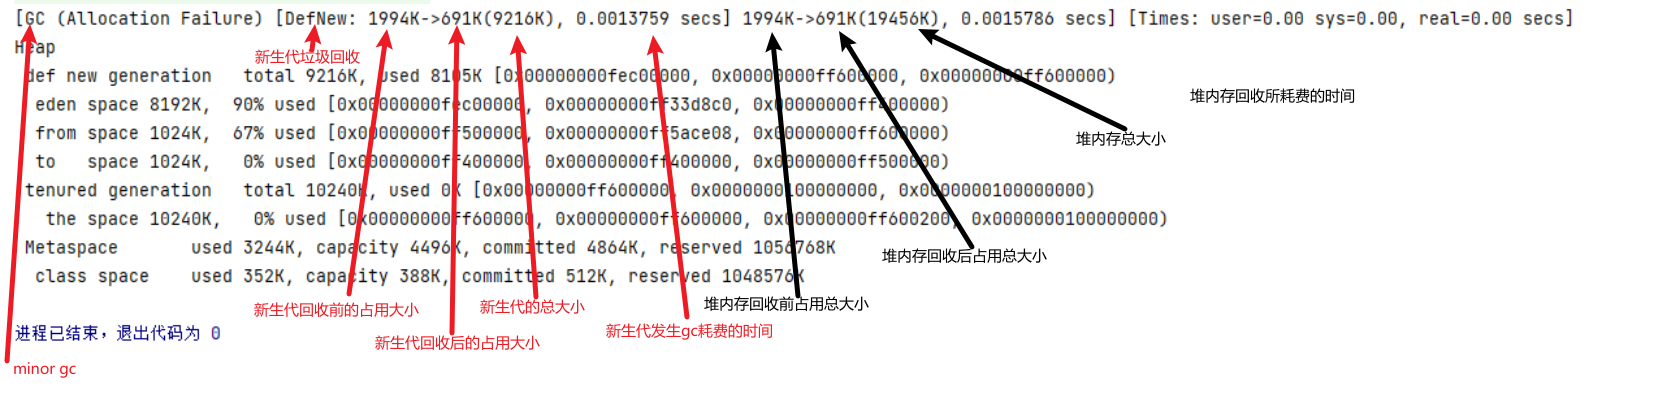 [GC (Allocation Failure) [DefNew: 1994K->691K(9216K), 0.0013759 secs] 1994K->691K(19456K), 0.0015786 secs] [Times: user=0.00 sys=0.00, real=0.00 secs]
Heap
新生代垃圾回收
def new generation   total 9216K, used 8105K [0x00000000fec00000, 0x00000000ff600000, 0x00000000ff600000)
eden space 8192K,  90% used [0x00000000fec00000, 0x00000000ff33d8c0, 0x00000000ff400000)
堆内存回收所耗费的时间
from space 1024K,  67% used [0x00000000ff500000, 0x00000000ff5ace08, 0x00000000ff600000)
堆内存总大小
to   space 1024K,   0% used [0x00000000ff400000, 0x00000000ff400000, 0x00000000ff500000)
tenured generation   total 10240K, used 0K [0x00000000ff600000, 0x0000000100000000, 0x0000000100000000)
the space 10240K,   0% used [0x00000000ff600000, 0x00000000ff600000, 0x00000000ff600200, 0x0000000100000000)
Metaspace       used 3244K, capacity 4496K, committed 4864K, reserved 1056768K
堆内存回收后占用总大小
class space    used 352K, capacity 388K, committed 512K, reserved 1048576K
新生代回收前的占用大小
新生代的总大小
堆内存回收前占用总大小
进程已结束，退出代码为 0
新生代发生gc耗费的时间
新生代回收后的占用大小
minor gc